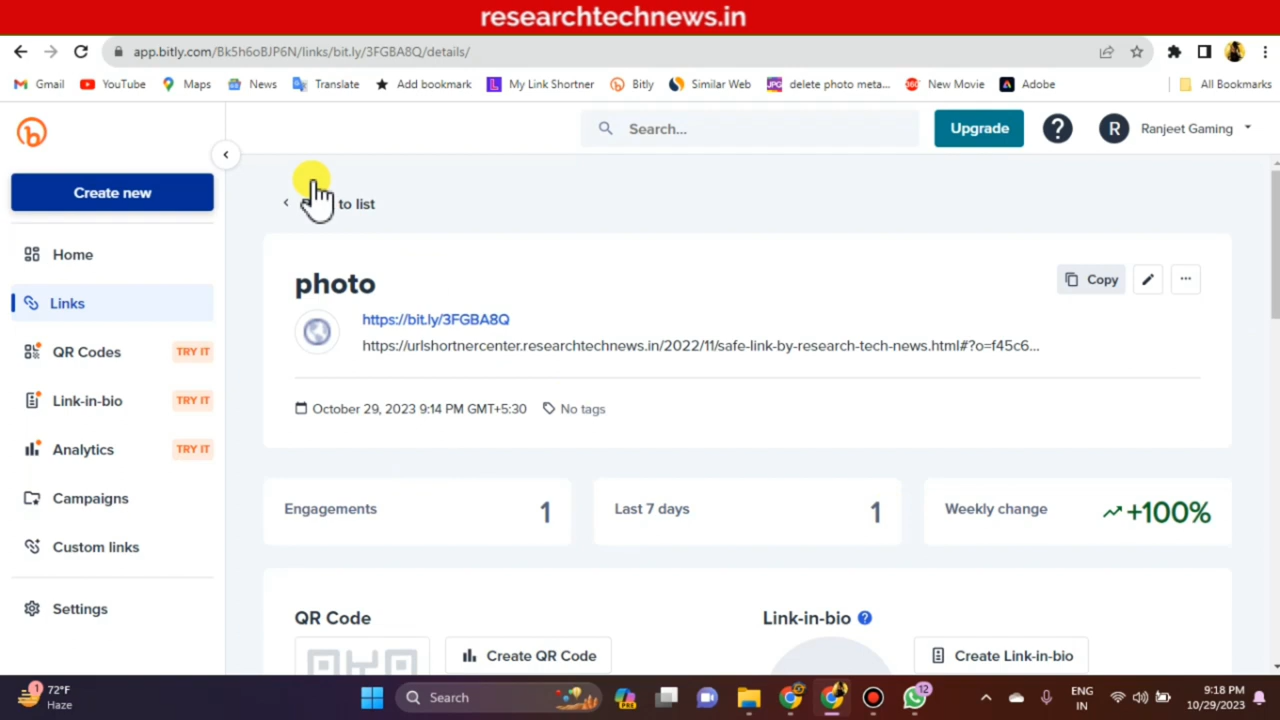 researchtechnews.in
app.bitly.com/Bk5h6oBJP6N/links/bit.ly/3FGBA8Q/details/
Gmail YouTube Maps News Translate Add bookmark My Link Shortner Bitly Similar Web delete photo meta... New Movie Adobe All Bookmarks
Search...
Upgrade
?
R
Ranjeet Gaming
Create new
Home
Links
QR Codes TRY IT
Link-in-bio TRY IT
Analytics TRY IT
Campaigns
Custom links
Settings
to list
photo
Copy
https://bit.ly/3FGBA8Q
https://urlshortnercenter.researchtechnews.in/2022/11/safe-link-by-research-tech-news.html#?o=f45c6...
October 29, 2023 9:14 PM GMT+5:30 No tags
Engagements 1
Last 7 days 1
Weekly change +100%
QR Code
Create QR Code
Link-in-bio ?
Create Link-in-bio
1
72°F
Haze
Search
PRE
12
ENG
IN
9:18 PM
10/29/2023